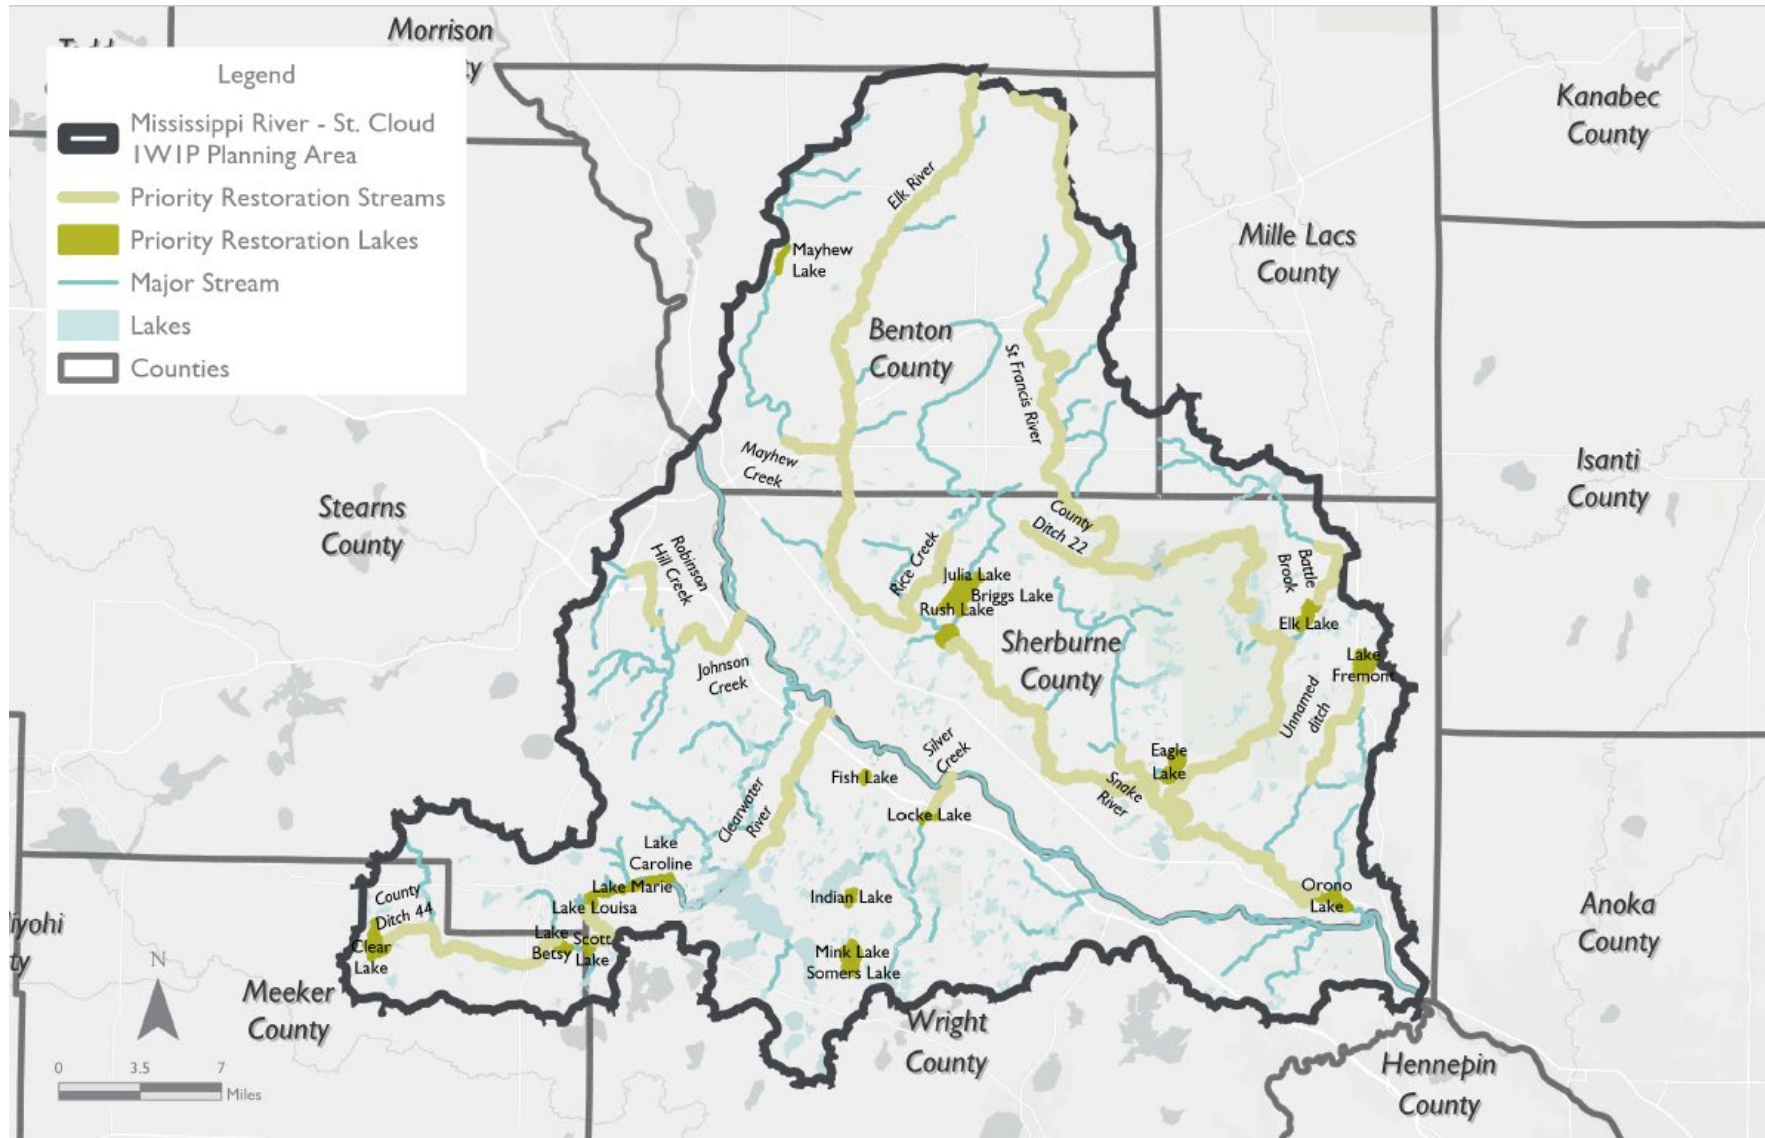 Morrison
Legend
Mississippi River - St. Cloud
1W1P Planning Area
Priority Restoration Streams
Priority Restoration Lakes
Major Stream
Lakes
Counties
Kanabec
County
Mille Lacs
County
Elk River
Mayhew
Lake
Benton
County
St Francis River
Mayhew
Creek
Isanti
County
Stearns
County
County
Ditch 22
Robinson
Hill Creek
Rice Creek
Battle
Brook
Julia Lake
Briggs Lake
Rush Lake
Elk Lake
Sherburne
County
Lake
Fremont
Johnson
Creek
Unnamed
ditch
Silver
Creek
Eagle
Lake
Fish Lake
Snake
River
Clearwater
River
Locke Lake
Lake
Caroline
Lake Marie
Lake Louisa
Indian Lake
Orono
Lake
County
Ditch 44
Anoka
County
iyohi
ty
Clear
Lake
Lake
Betsy
Scott
Lake
Mink Lake
Somers Lake
N
Meeker
County
Wright
County
Hennepin
County
0 3.5 7
Miles